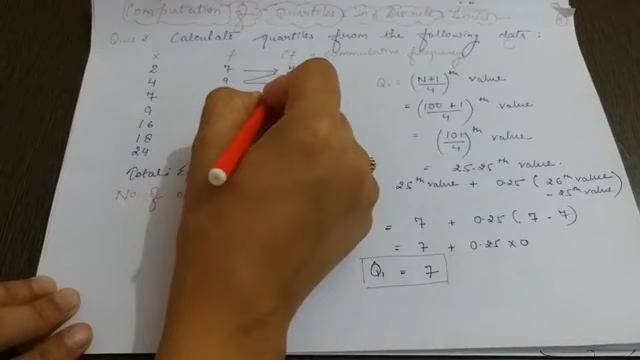 Computation Of Quartiles In a Discrete Series
Ques 2 Calculate quartiles from the following data:
x f Cf = Commulative frequency
2 7
4 9
7
9
16
18
24
Total: Σ
No of
Q₁ = (N+1/4)th value
= (100 + 1/4)th value
= (101/4)th value
= 25.25th value.
25th value + 0.25 (26th value - 25th value)
= 7 + 0.25 (7 - 7)
= 7 + 0.25 × 0
Q₁ = 7